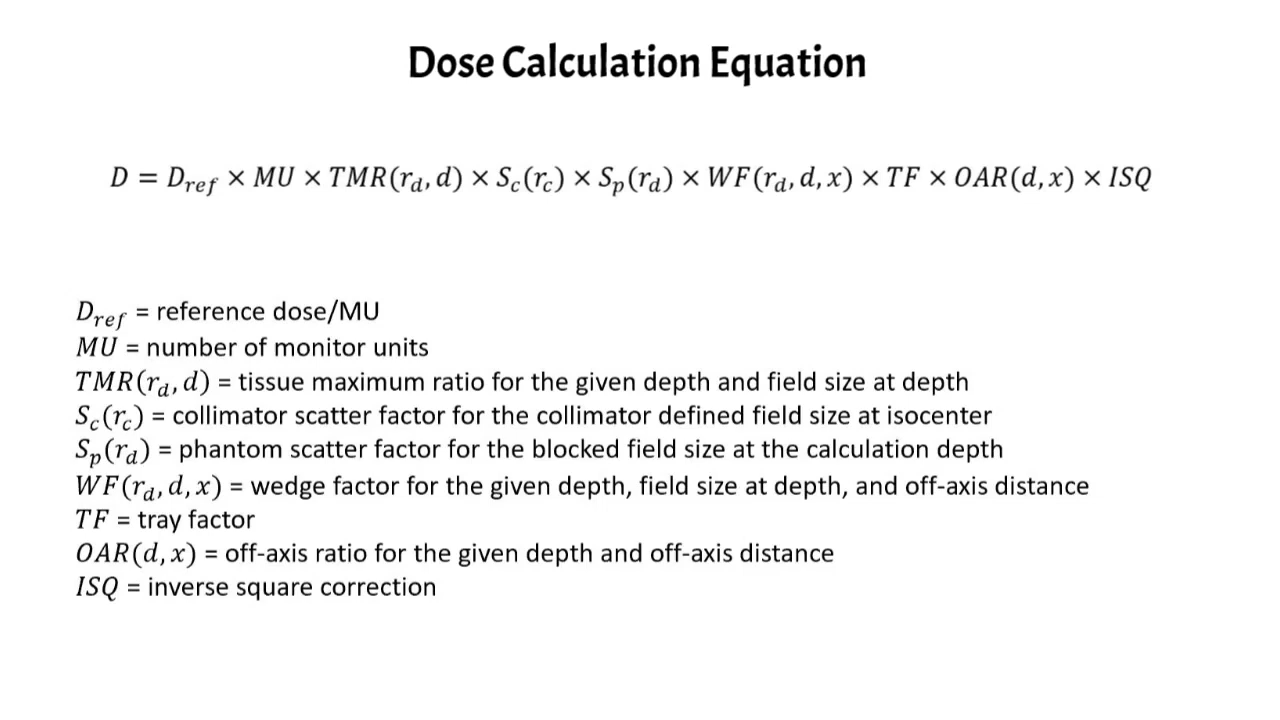 Dose Calculation Equation
D = D_ref × MU × TMR(r_d, d) × S_c(r_c) × S_p(r_d) × WF(r_d, d, x) × TF × OAR(d, x) × ISQ
D_ref = reference dose/MU
MU = number of monitor units
TMR(r_d, d) = tissue maximum ratio for the given depth and field size at depth
S_c(r_c) = collimator scatter factor for the collimator defined field size at isocenter
S_p(r_d) = phantom scatter factor for the blocked field size at the calculation depth
WF(r_d, d, x) = wedge factor for the given depth, field size at depth, and off-axis distance
TF = tray factor
OAR(d, x) = off-axis ratio for the given depth and off-axis distance
ISQ = inverse square correction